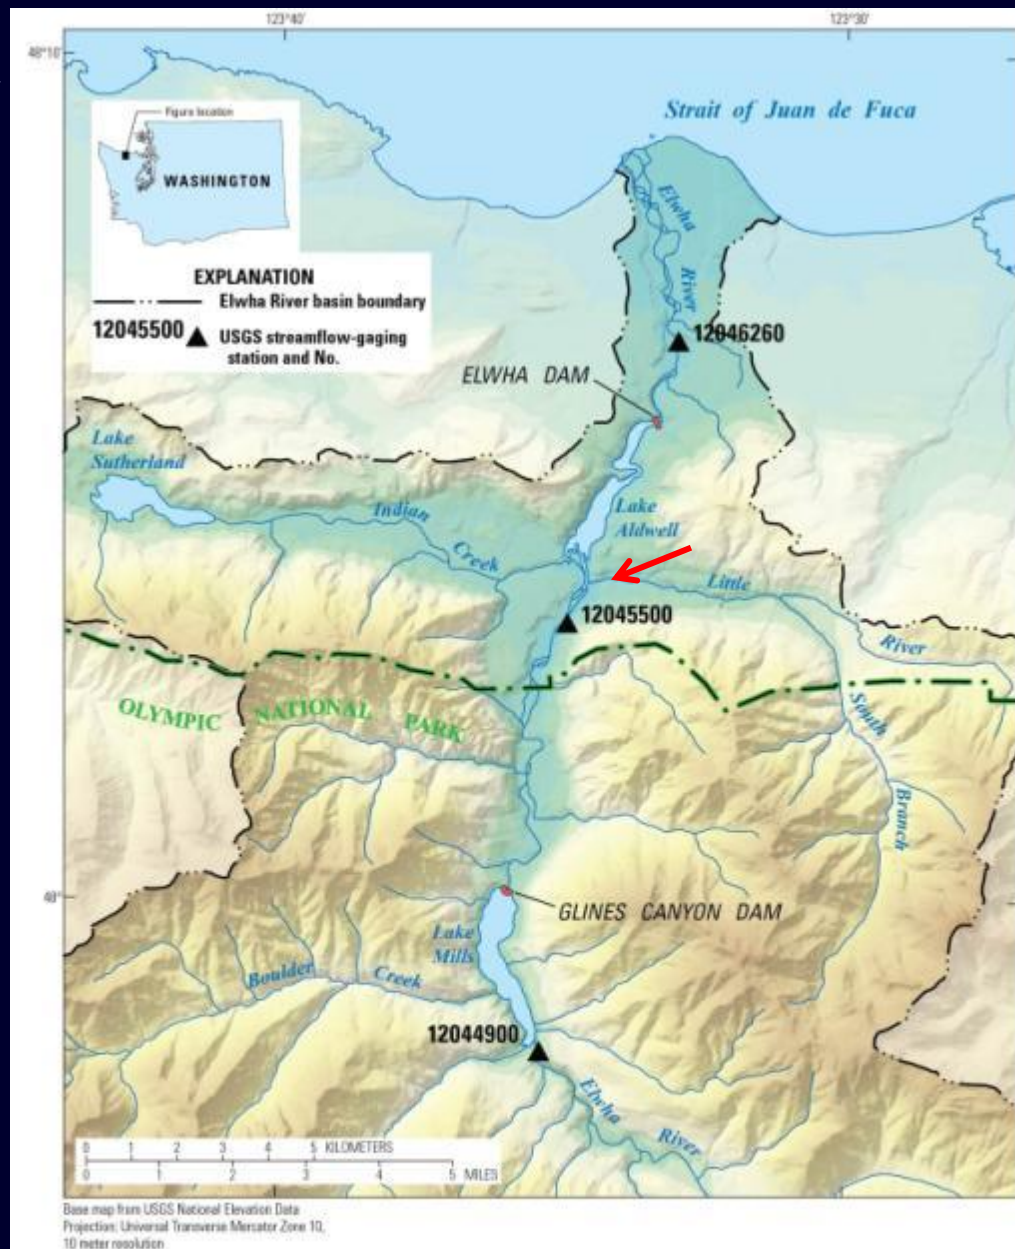 123°40'
123°30'
48°10'
Strait of Juan de Fuca
Figure location
WASHINGTON
EXPLANATION
Elwha River basin boundary
12045500 USGS streamflow-gaging
station and No.
Elwha
River
12046260
ELWHA DAM
Lake
Sutherland
Indian
Creek
Lake
Aldwell
Little
River
12045500
OLYMPIC NATIONAL PARK
South
Branch
48°
GLINES CANYON DAM
Lake
Mills
Boulder Creek
12044900
Elwha
River
0 1 2 3 4 5 KILOMETERS
0 1 2 3 4 5 MILES
Base map from USGS National Elevation Data
Projection: Universal Transverse Mercator Zone 10,
10 meter resolution